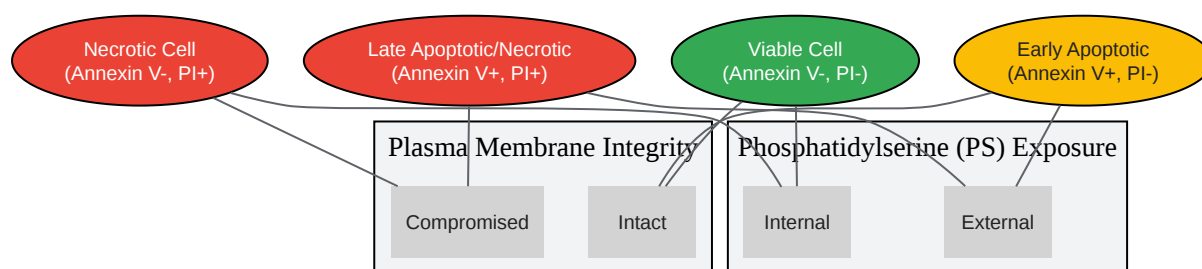 Necrotic Cell
(Annexin V-, PI+)
Late Apoptotic/Necrotic
(Annexin V+, PI+)
Viable Cell
(Annexin V-, PI-)
Early Apoptotic
(Annexin V+, PI-)
Plasma Membrane Integrity
Phosphatidylserine (PS) Exposure
Compromised
Intact
Internal
External